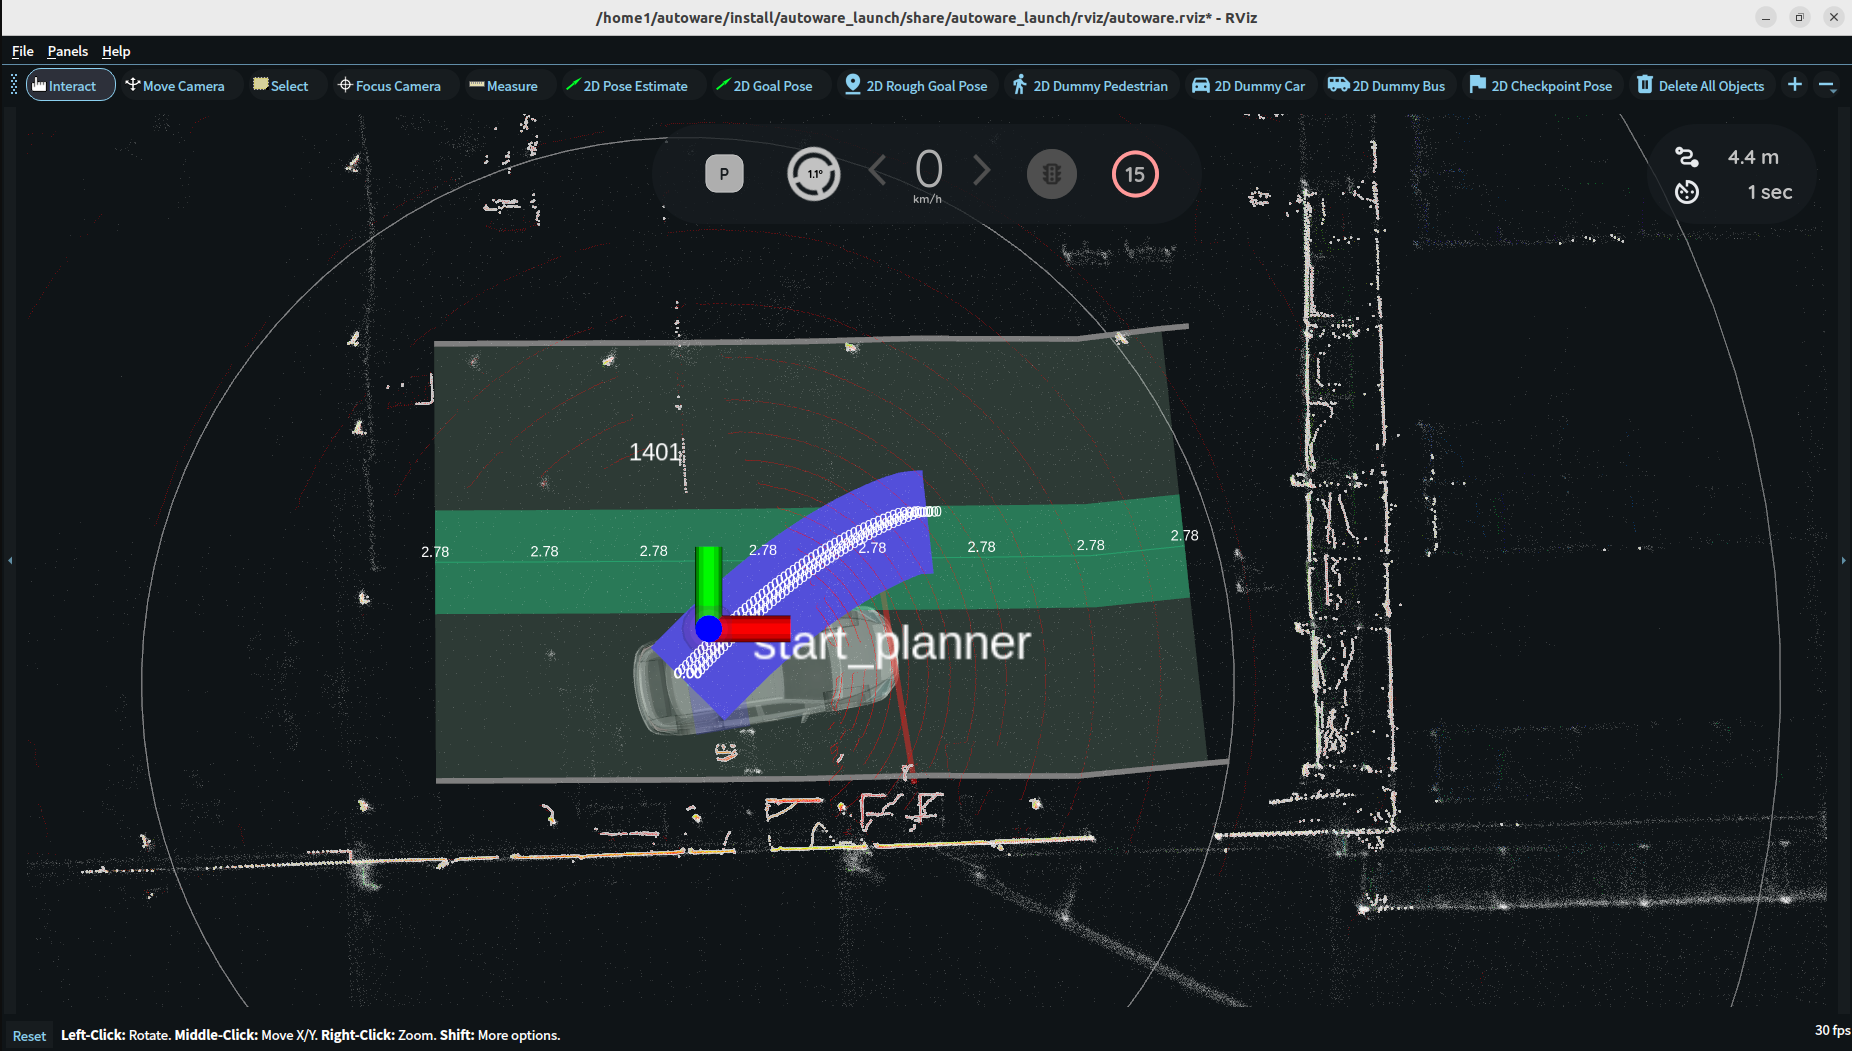 /home1/autoware/install/autoware_launch/share/autoware_launch/rviz/autoware.rviz* - RViz
File Panels Help
Interact Move Camera Select Focus Camera Measure 2D Pose Estimate 2D Goal Pose 2D Rough Goal Pose 2D Dummy Pedestrian 2D Dummy Car 2D Dummy Bus 2D Checkpoint Pose Delete All Objects
P 1.1° 0 km/h 15
4.4 m
1 sec
1401
2.78 2.78 2.78 2.78 2.78 2.78 2.78 2.78
start_planner
0.00
Reset Left-Click: Rotate. Middle-Click: Move X/Y. Right-Click: Zoom. Shift: More options. 30 fps